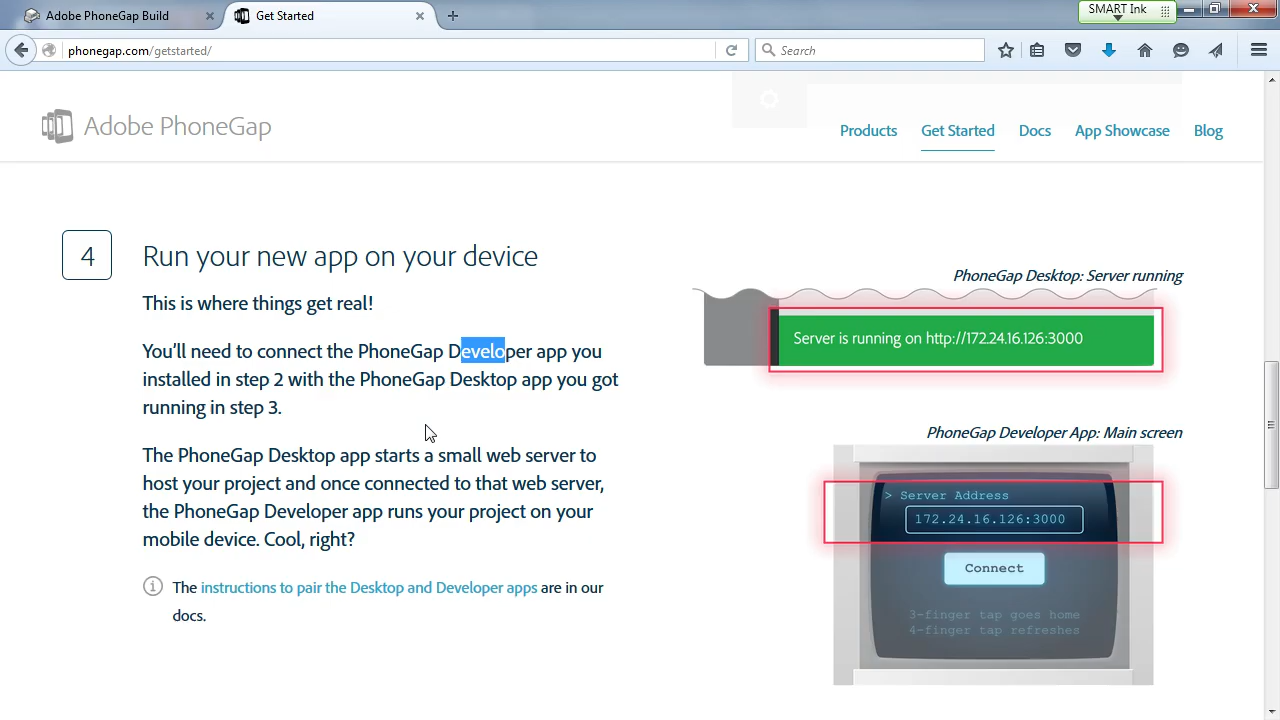 Adobe PhoneGap Build
Get Started
SMART Ink
phonegap.com/getstarted/
Search
Adobe PhoneGap
Products
Get Started
Docs
App Showcase
Blog
4
Run your new app on your device
This is where things get real!
You'll need to connect the PhoneGap Developer app you
installed in step 2 with the PhoneGap Desktop app you got
running in step 3.
The PhoneGap Desktop app starts a small web server to
host your project and once connected to that web server,
the PhoneGap Developer app runs your project on your
mobile device. Cool, right?
The instructions to pair the Desktop and Developer apps are in our
docs.
PhoneGap Desktop: Server running
Server is running on http://172.24.16.126:3000
PhoneGap Developer App: Main screen
> Server Address
172.24.16.126:3000
Connect
3-finger tap goes home
4-finger tap refreshes